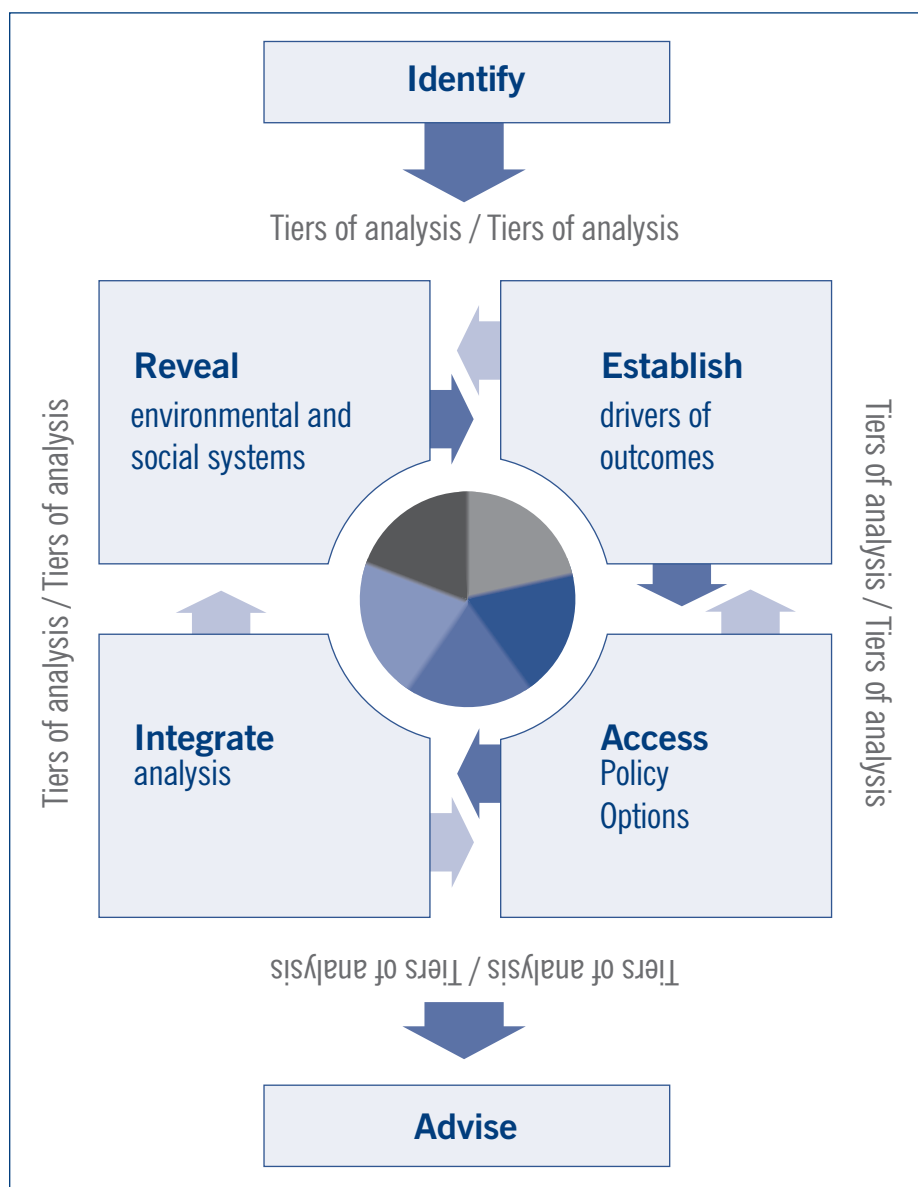 Identify
Tiers of analysis / Tiers of analysis
Reveal
environmental and
social systems
Establish
drivers of
outcomes
Tiers of analysis / Tiers of analysis
Tiers of analysis / Tiers of analysis
Integrate
analysis
Access
Policy
Options
Tiers of analysis / Tiers of analysis
Advise